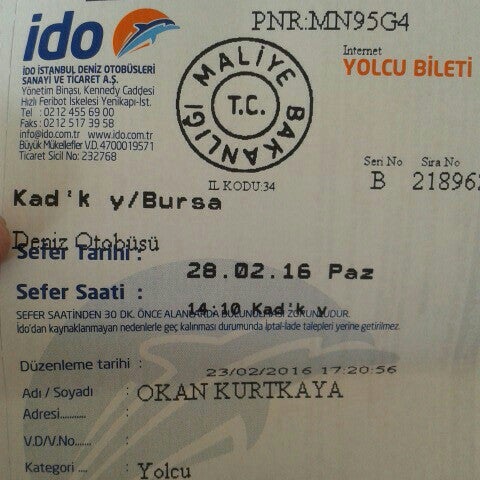 PNR:MN95G4
ido
İDO İSTANBUL DENİZ OTOBÜSLERİ
SANAYİ VE TİCARET A.Ş.
Yönetim Binası, Kennedy Caddesi
Hızlı Feribot İskelesi Yenikapı-İst.
Tel : 0212 455 69 00
Faks : 0212 517 39 58
info@ido.com.tr www.ido.com.tr
Büyük Mükellefler V.D. 4700019571
Ticaret Sicil No: 232768
MALİYE BAKANLIĞI
T.C.
IL KODU:34
Internet
YOLCU BİLETİ
Seri No Sıra No
B 218962
Kad'k y/Bursa
Deniz Otobüsü
Sefer Tarihi : 28.02.16 Paz
Sefer Saati : 14:10 Kad'k y
SEFER SAATİNDEN 30 DK. ÖNCE ALANLARDA BULUNULMASI ZORUNLUDUR.
İdo'dan kaynaklanmayan nedenlerle geç kalınması durumunda iptal-İade talepleri yerine getirilmez.
Düzenleme tarihi : 23/02/2016 17:20:56
Adı / Soyadı : OKAN KURTKAYA
Adresi........... :
V.D/V.No...... :
Kategori ... : Yolcu